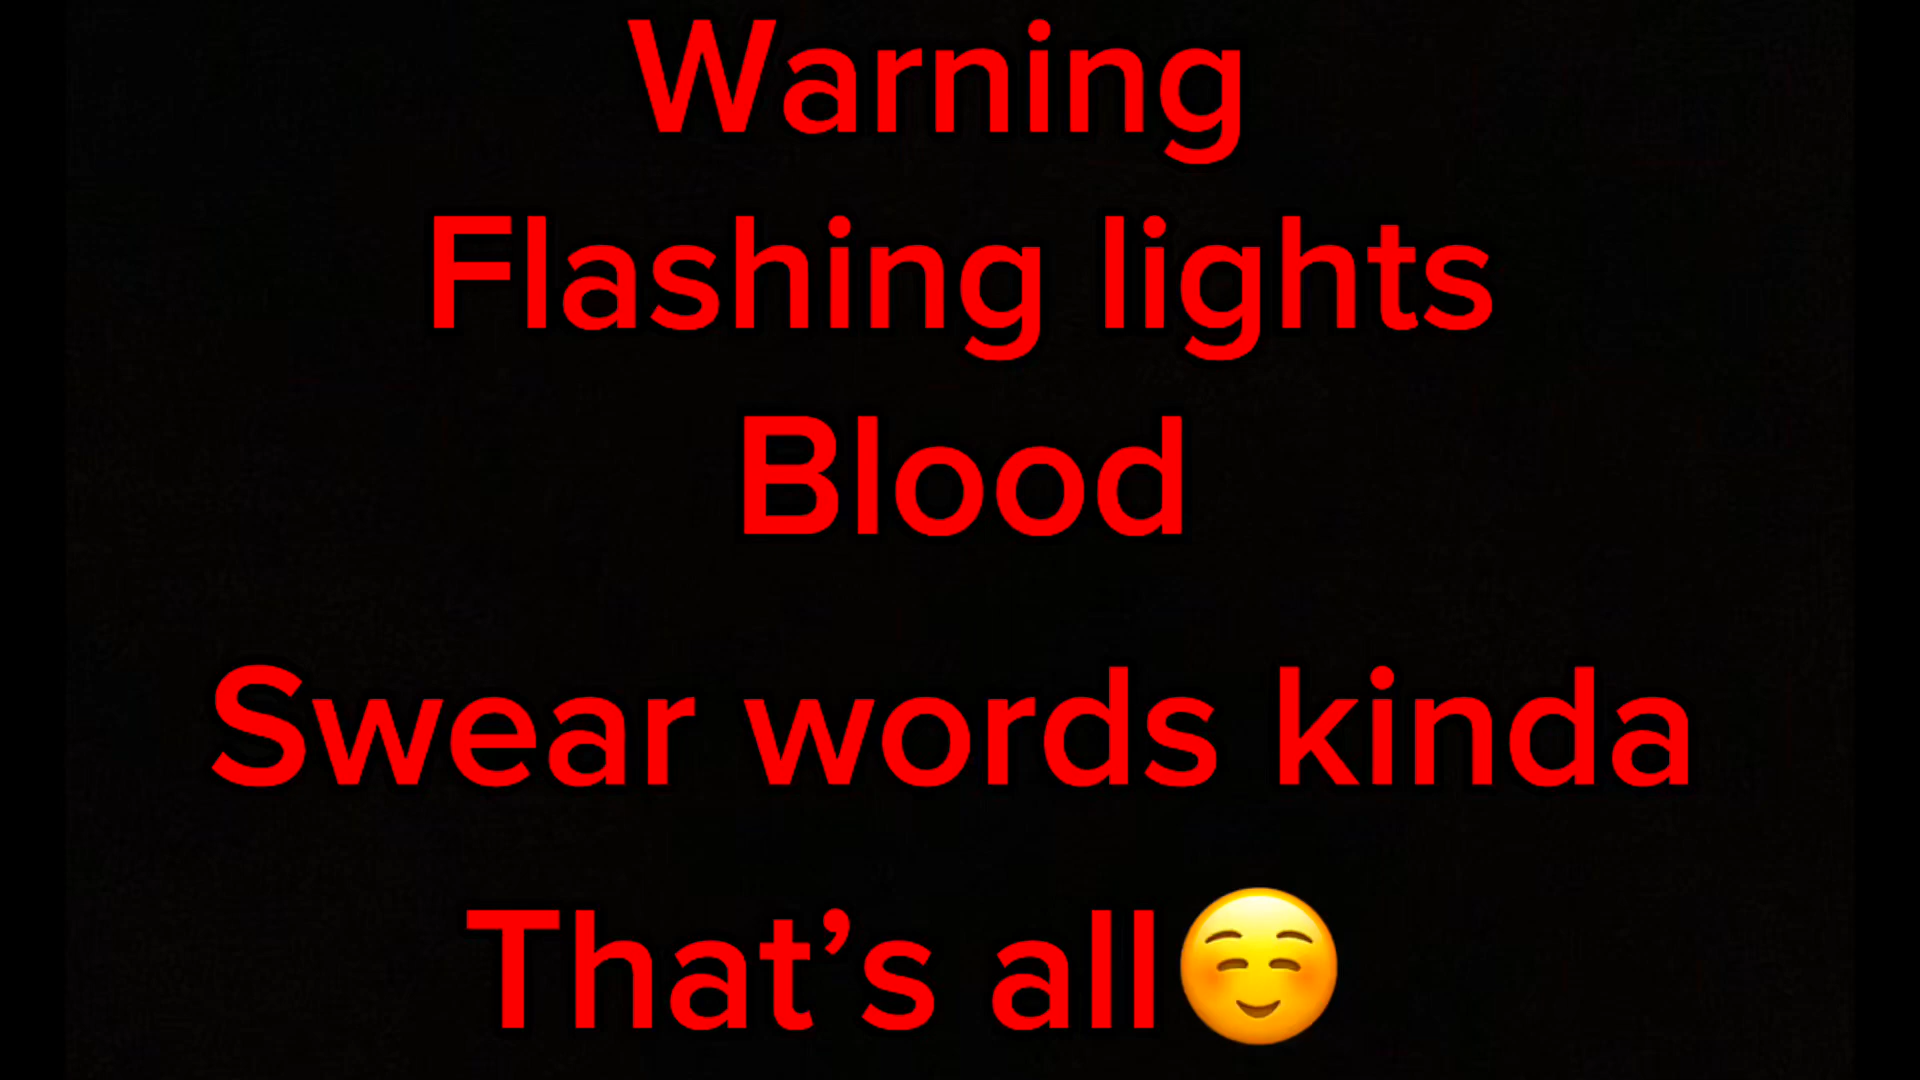 Warning
Flashing lights
Blood
Swear words kinda
That’s all☺️